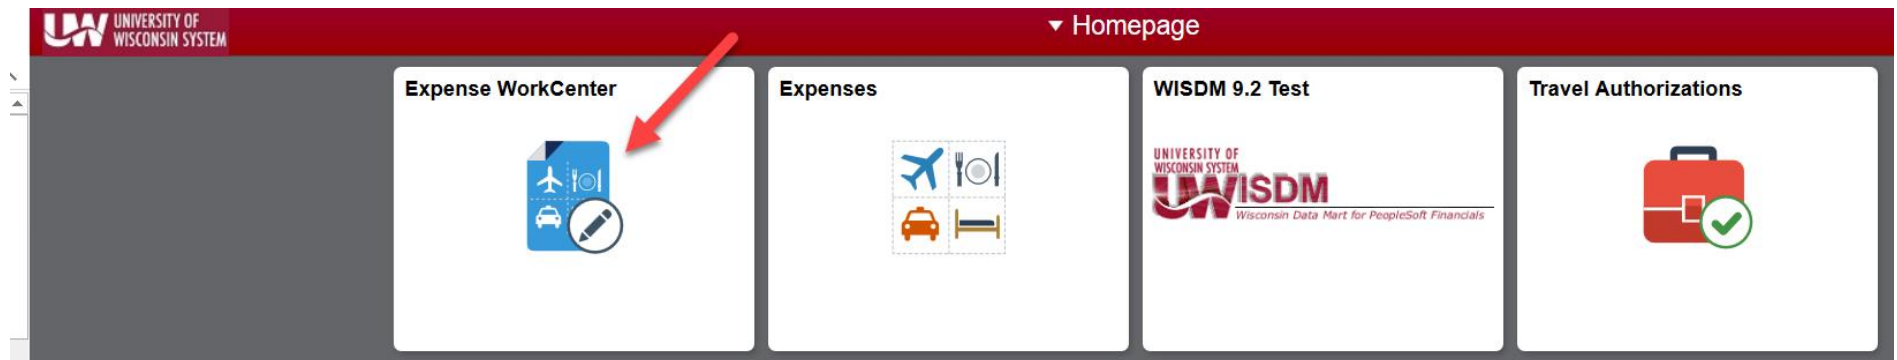 UW UNIVERSITY OF
WISCONSIN SYSTEM
Homepage
Expense WorkCenter
Expenses
WISDM 9.2 Test
UNIVERSITY OF
WISCONSIN SYSTEM
UWISDM
Wisconsin Data Mart for PeopleSoft Financials
Travel Authorizations